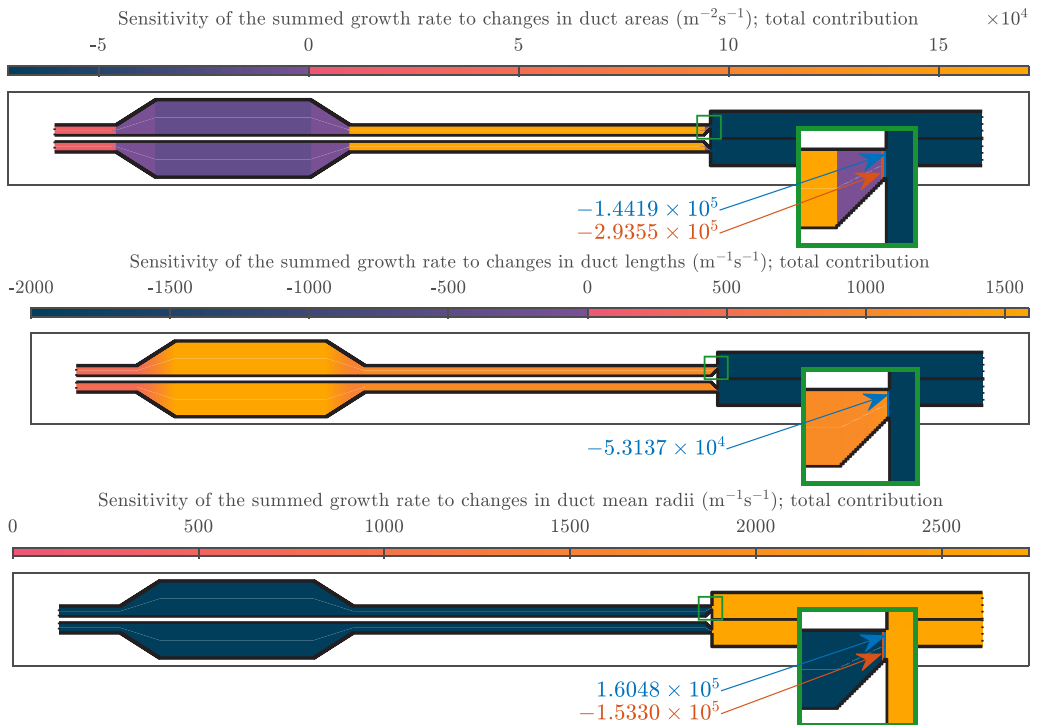 Sensitivity of the summed growth rate to changes in duct areas (m⁻²s⁻¹); total contribution ×10⁴
-5 0 5 10 15
−1.4419 × 10⁵
−2.9355 × 10⁵
Sensitivity of the summed growth rate to changes in duct lengths (m⁻¹s⁻¹); total contribution
-2000 -1500 -1000 -500 0 500 1000 1500
−5.3137 × 10⁴
Sensitivity of the summed growth rate to changes in duct mean radii (m⁻¹s⁻¹); total contribution
0 500 1000 1500 2000 2500
1.6048 × 10⁵
−1.5330 × 10⁵